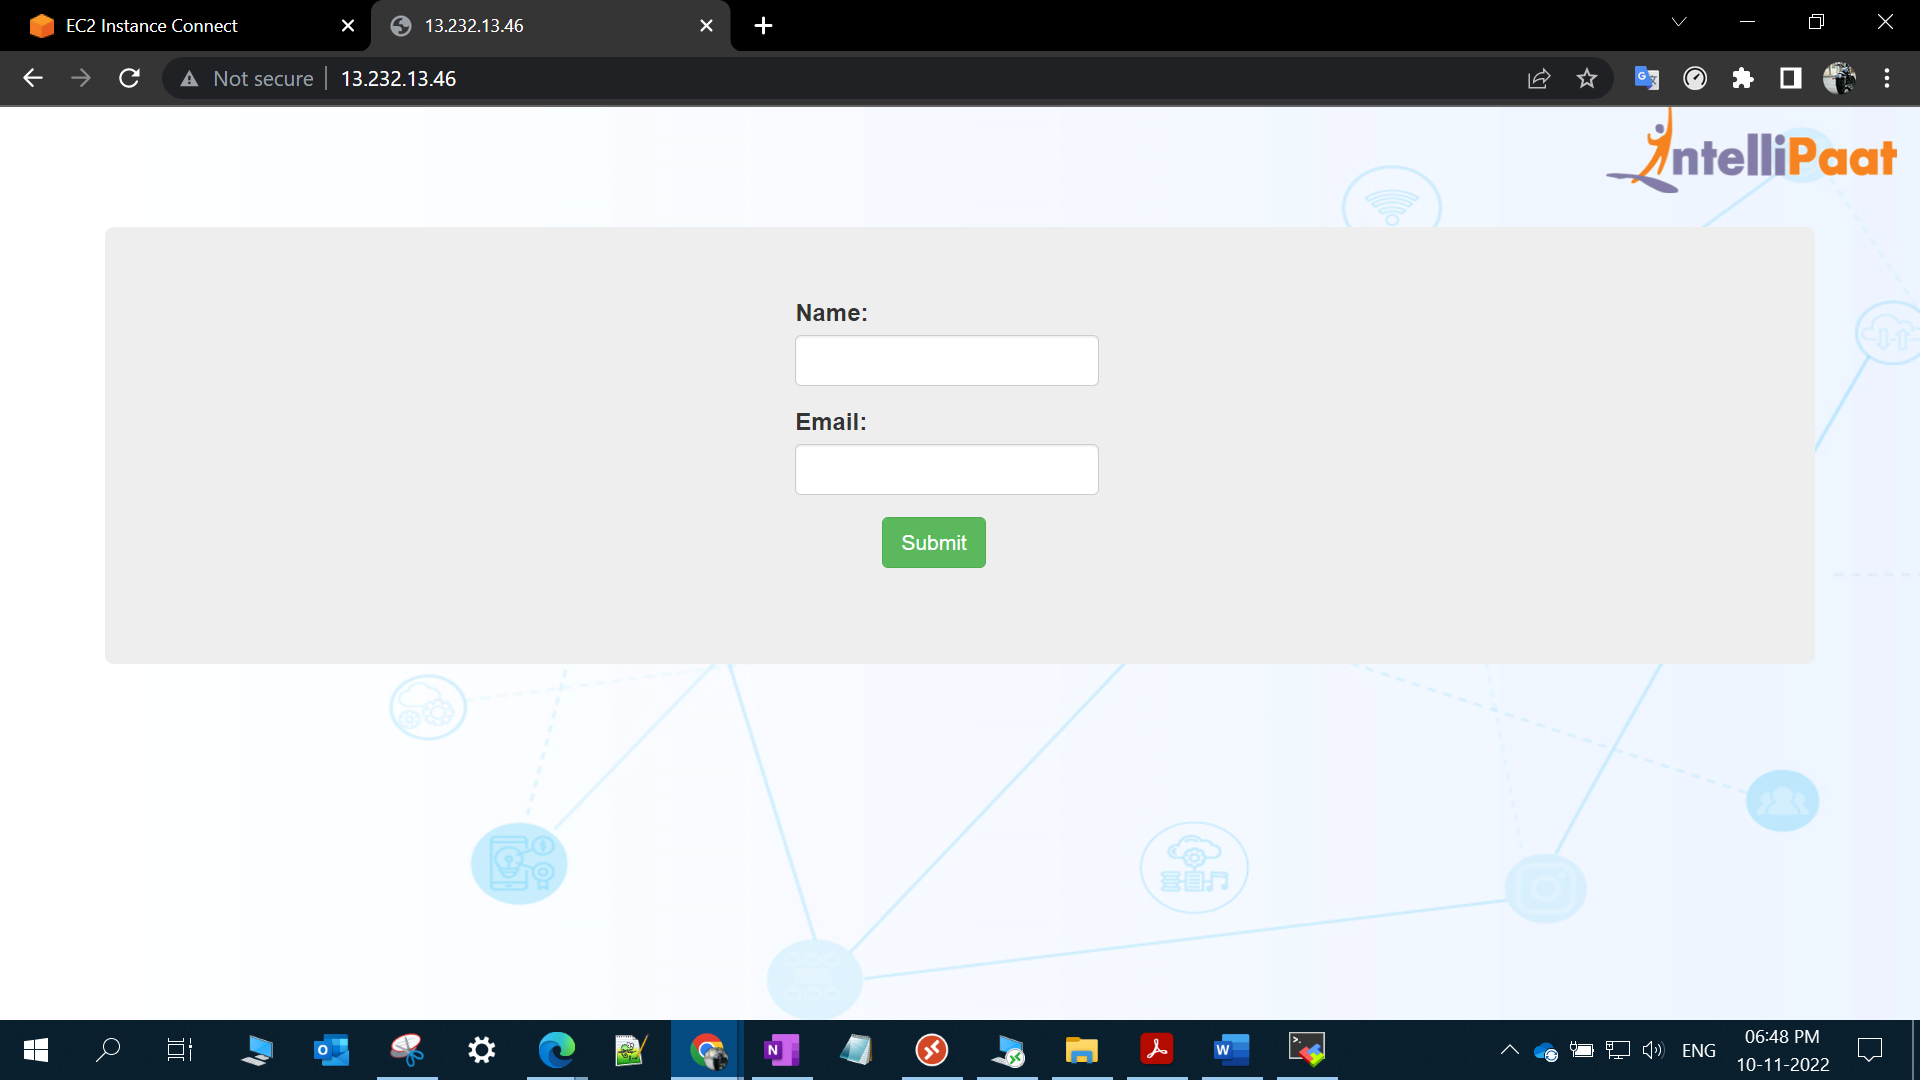 EC2 Instance Connect
13.232.13.46
Not secure
13.232.13.46
IntelliPaat
Name:
Email:
Submit
ENG
06:48 PM
10-11-2022